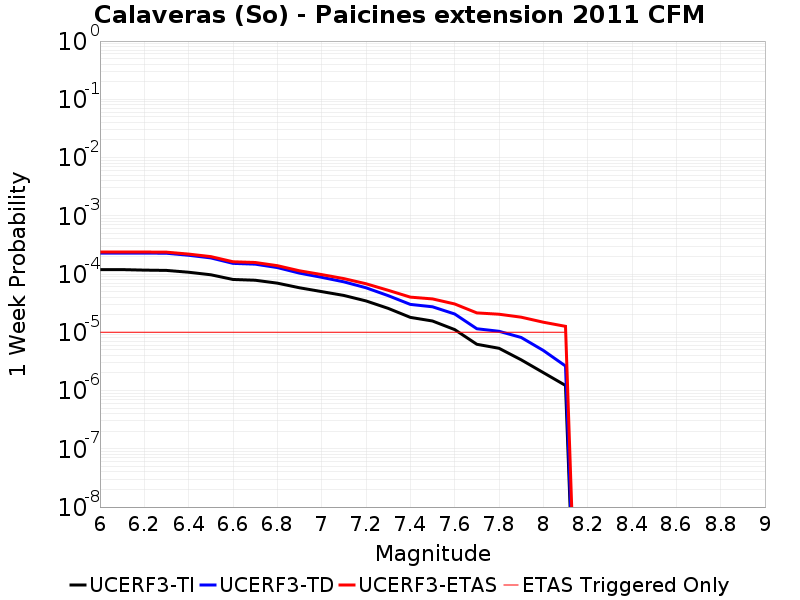 Calaveras (So) - Paicines extension 2011 CFM
10^0
10^-1
10^-2
10^-3
10^-4
10^-5
10^-6
10^-7
10^-8
1 Week Probability
6 6.2 6.4 6.6 6.8 7 7.2 7.4 7.6 7.8 8 8.2 8.4 8.6 8.8 9
Magnitude
UCERF3-TI UCERF3-TD UCERF3-ETAS ETAS Triggered Only